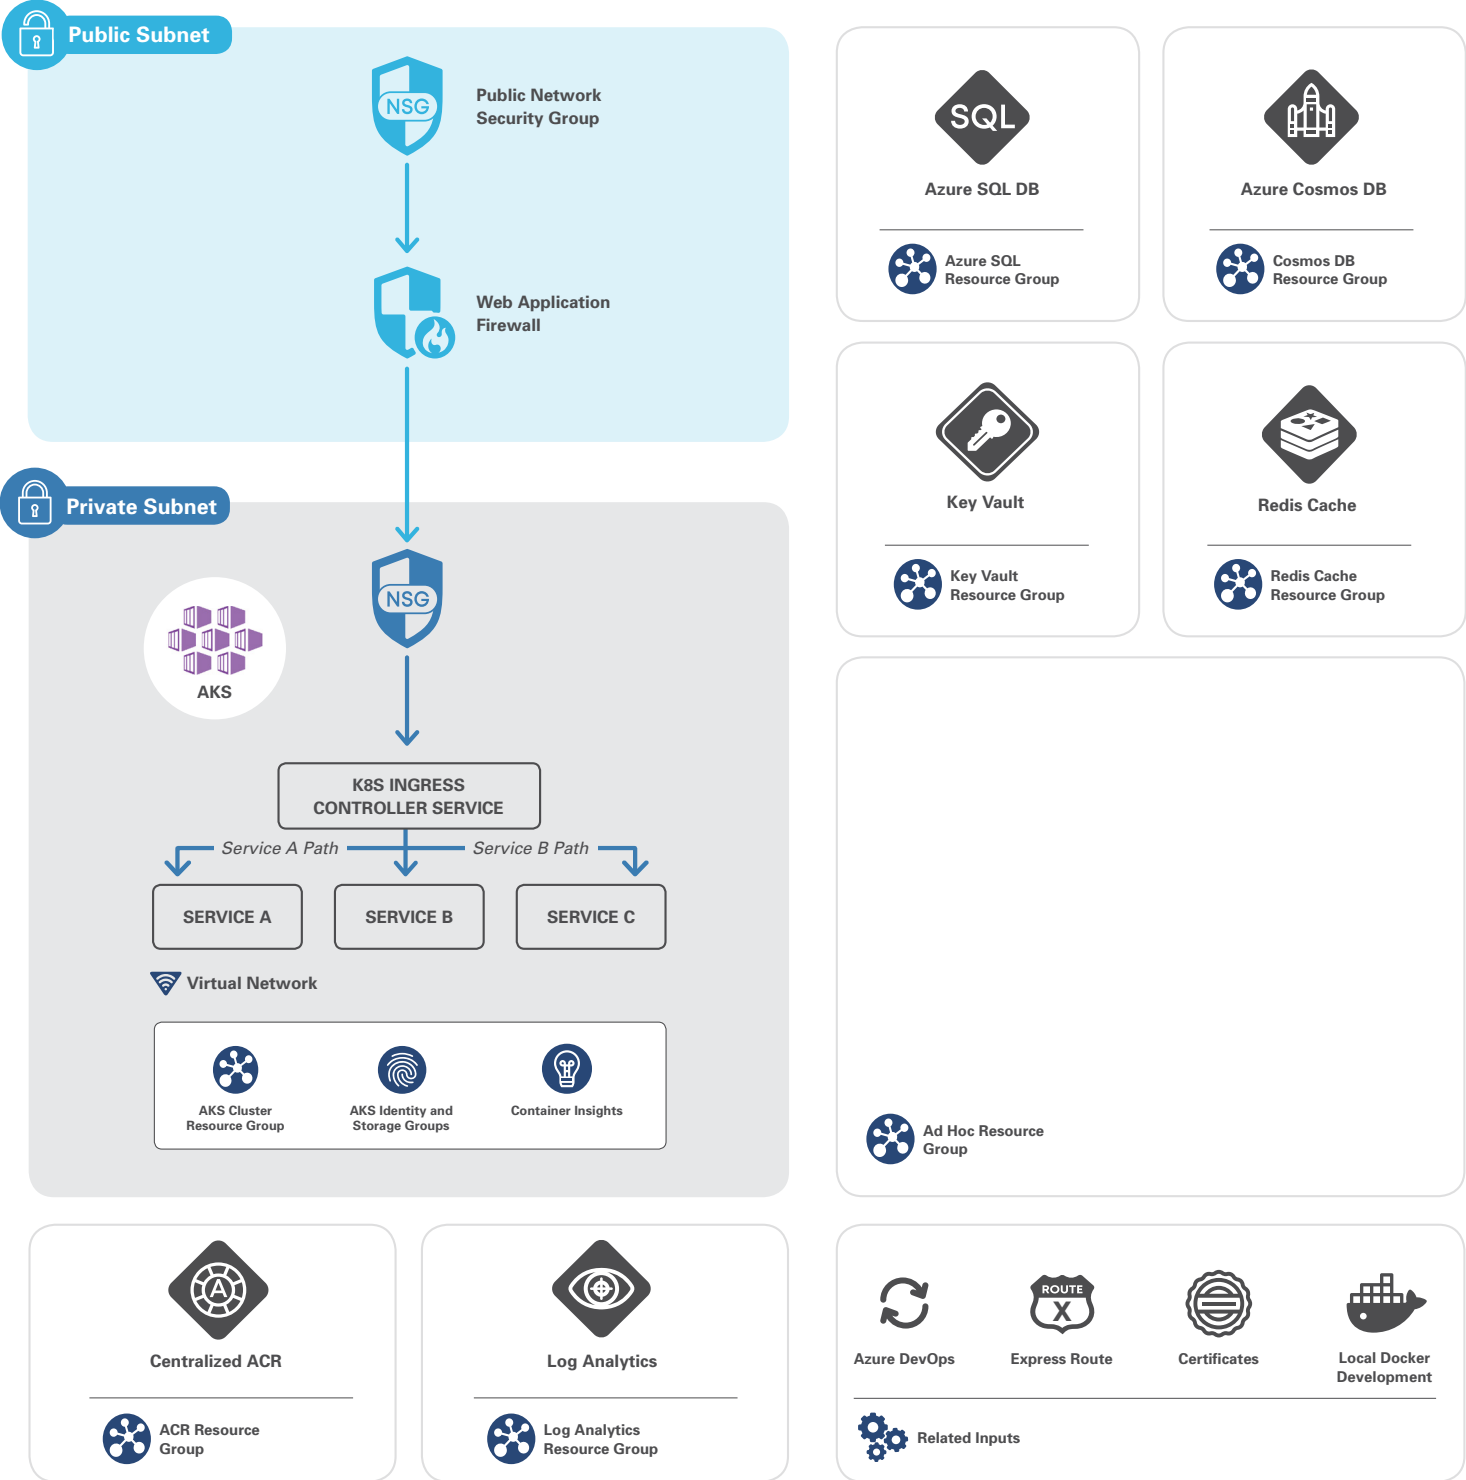 Public Subnet
NSG
Public Network
Security Group
Web Application
Firewall
Private Subnet
NSG
AKS
K8S INGRESS
CONTROLLER SERVICE
Service A Path
Service B Path
SERVICE A
SERVICE B
SERVICE C
Virtual Network
AKS Cluster
Resource Group
AKS Identity and
Storage Groups
Container Insights
A
Centralized ACR
ACR Resource
Group
Log Analytics
Log Analytics
Resource Group
SQL
Azure SQL DB
Azure SQL
Resource Group
Azure Cosmos DB
Cosmos DB
Resource Group
Key Vault
Key Vault
Resource Group
Redis Cache
Redis Cache
Resource Group
Ad Hoc Resource
Group
Azure DevOps
ROUTE
X
Express Route
Certificates
Local Docker
Development
Related Inputs